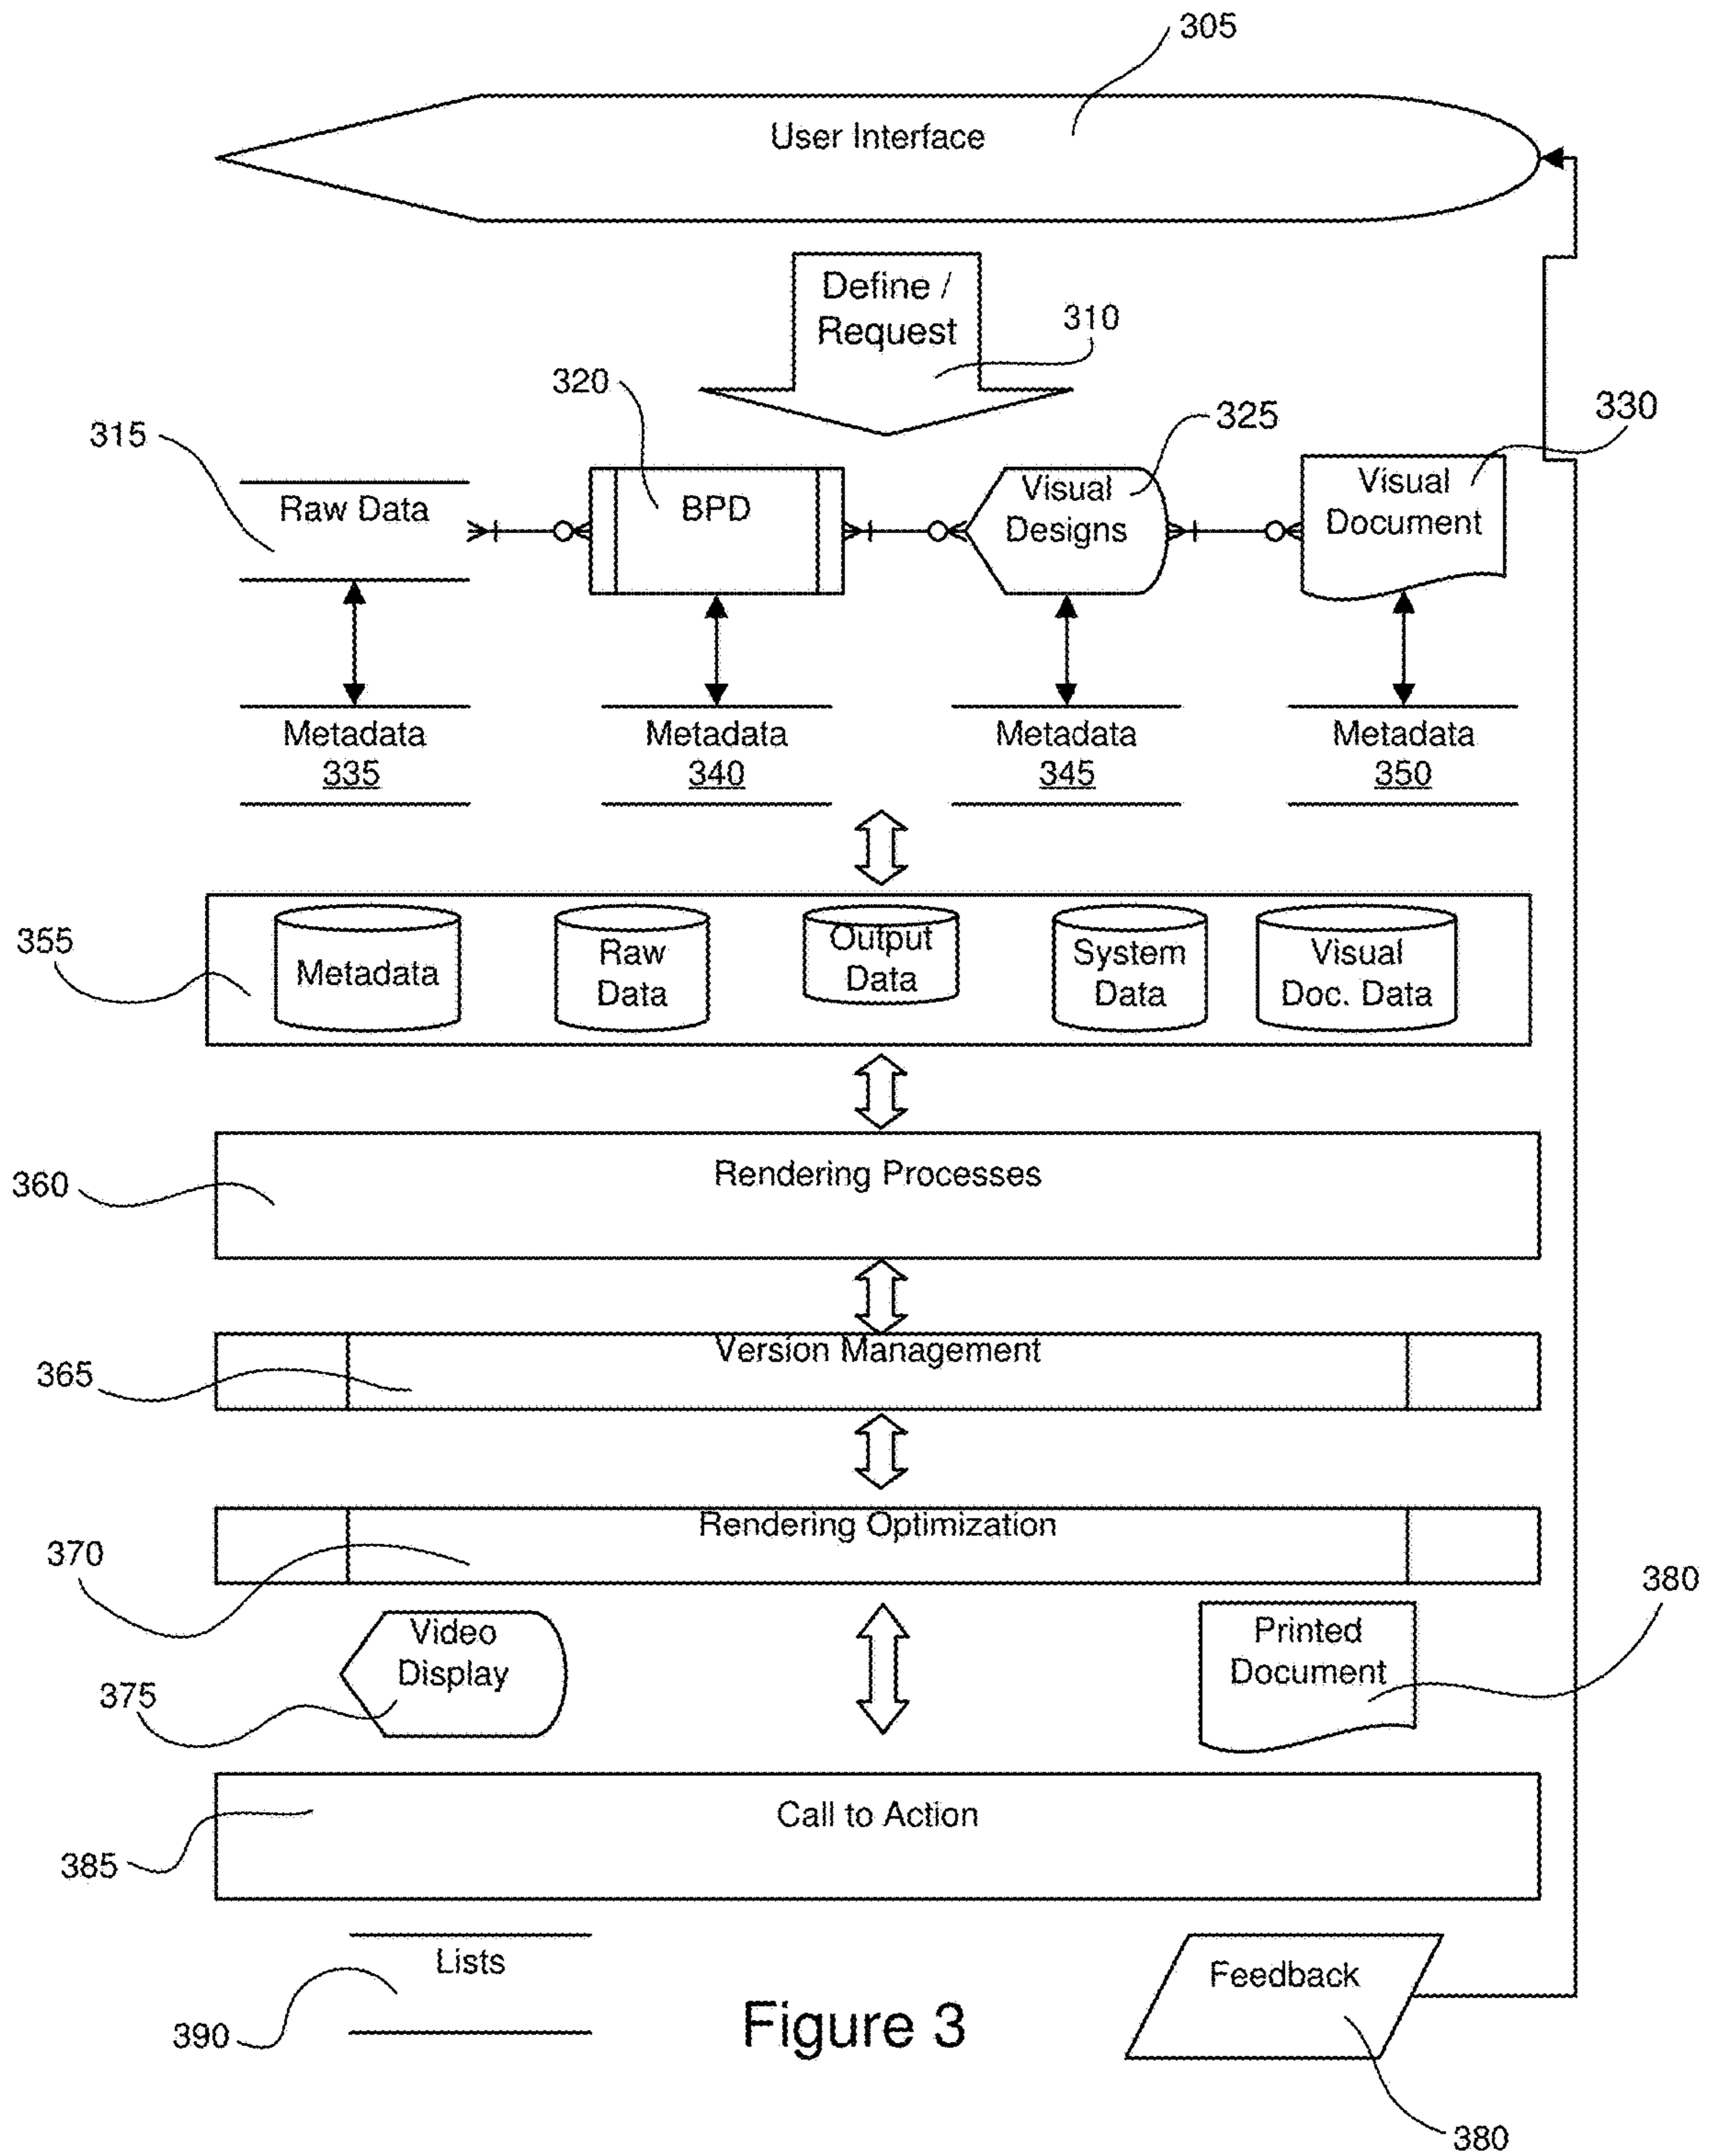 305
User Interface
Define /
Request
310
320
325
330
315
Raw Data
BPD
Visual
Designs
Visual
Document
Metadata
335
Metadata
340
Metadata
345
Metadata
350
355
Metadata
Raw
Data
Output
Data
System
Data
Visual
Doc. Data
360
Rendering Processes
365
Version Management
370
Rendering Optimization
380
Video
Display
375
Printed
Document
385
Call to Action
Lists
390
Figure 3
Feedback
380